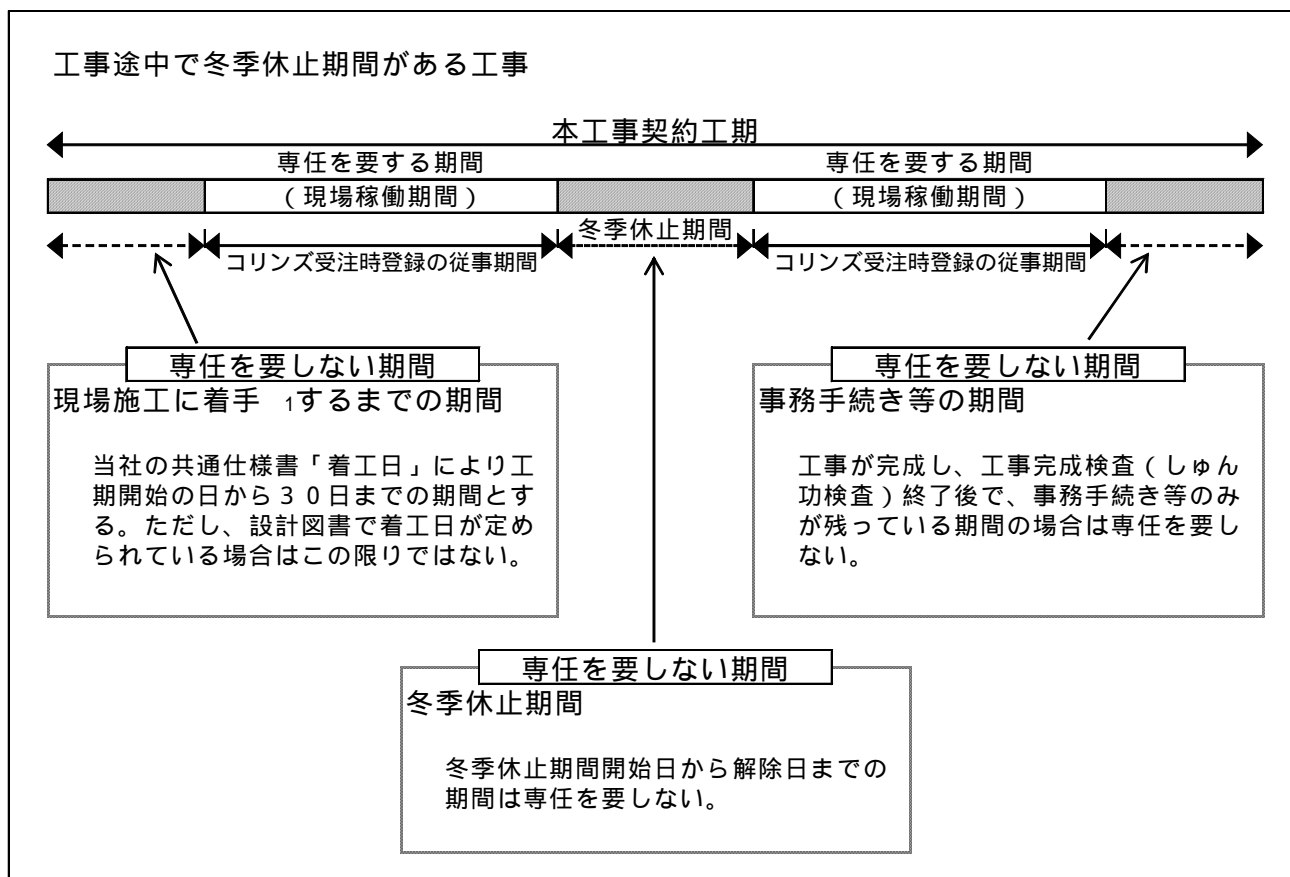 工事途中で冬季休止期間がある工事
本工事契約工期
専任を要する期間
専任を要する期間
（現場稼働期間）
（現場稼働期間）
冬季休止期間
コリンズ受注時登録の従事期間
コリンズ受注時登録の従事期間
専任を要しない期間
現場施工に着手 1するまでの期間
当社の共通仕様書「着工日」により工
期開始の日から３０日までの期間とす
る。ただし、設計図書で着工日が定め
られている場合はこの限りではない。
専任を要しない期間
事務手続き等の期間
工事が完成し、工事完成検査（しゅん
功検査）終了後で、事務手続き等のみ
が残っている期間の場合は専任を要し
ない。
専任を要しない期間
冬季休止期間
冬季休止期間開始日から解除日までの
期間は専任を要しない。